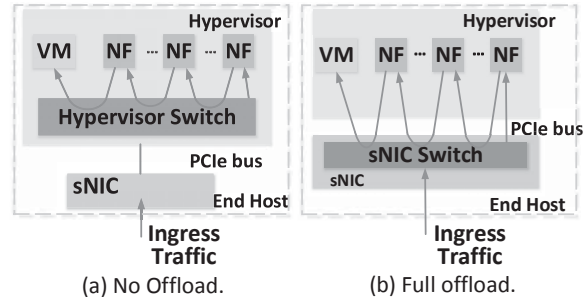 Hypervisor
VM NF ... NF ... NF
Hypervisor Switch
PCIe bus
sNIC
End Host
Ingress
Traffic
(a) No Offload.
Hypervisor
VM NF ... NF ... NF
PCIe bus
sNIC Switch
sNIC
End Host
Ingress
Traffic
(b) Full offload.